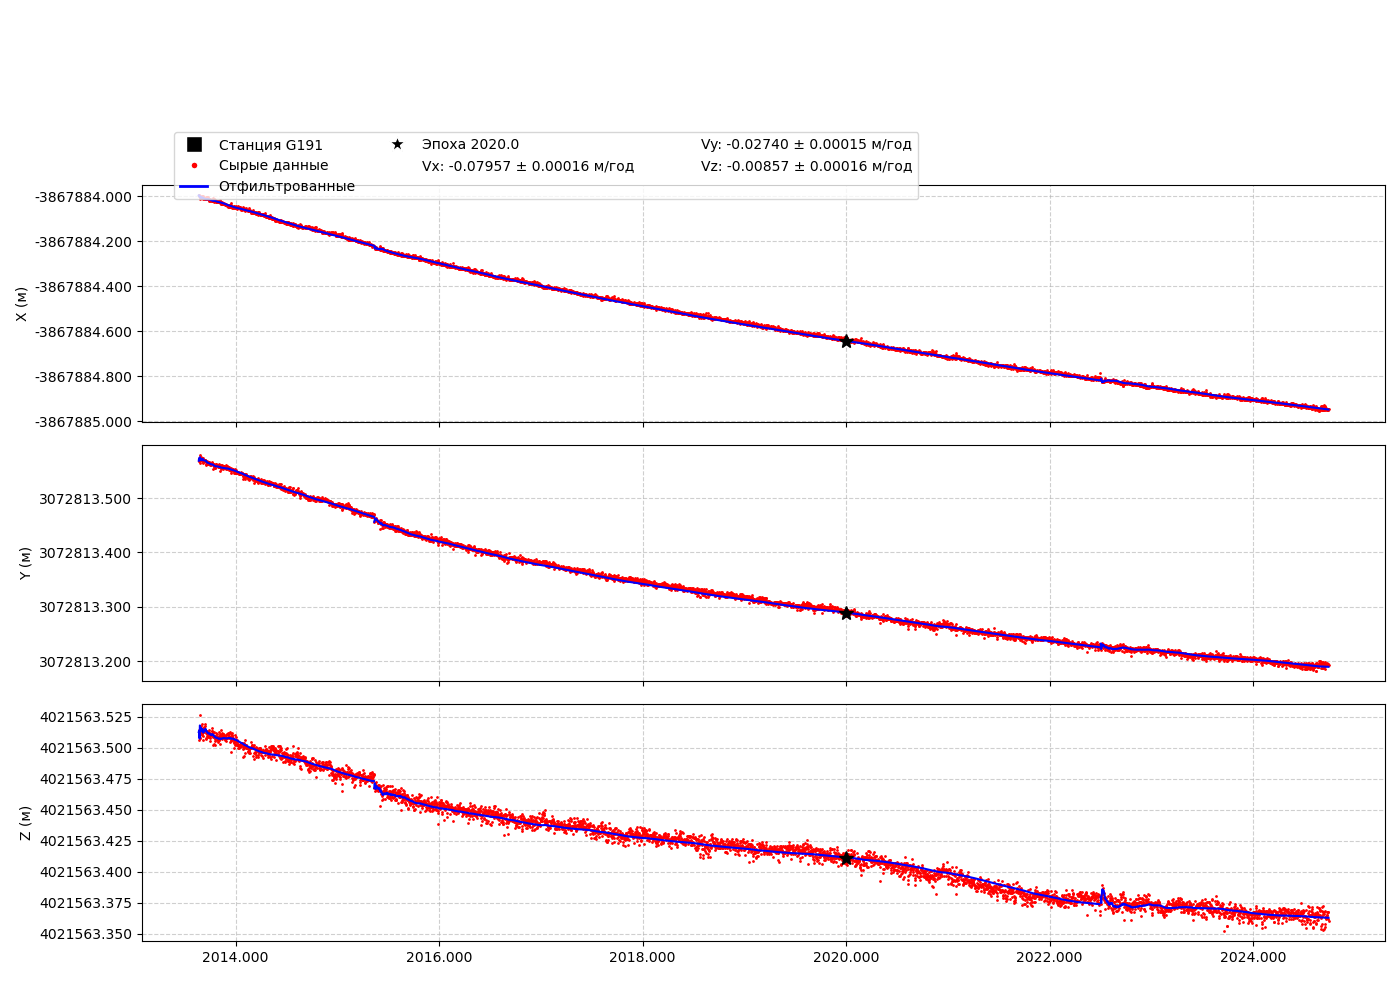 Станция G191
Сырые данные
Отфильтрованные
Эпоха 2020.0
Vx: -0.07957 ± 0.00016 м/год
Vy: -0.02740 ± 0.00015 м/год
Vz: -0.00857 ± 0.00016 м/год
X (м)
-3867884.000
-3867884.200
-3867884.400
-3867884.600
-3867884.800
-3867885.000
Y (м)
3072813.500
3072813.400
3072813.300
3072813.200
Z (м)
4021563.525
4021563.500
4021563.475
4021563.450
4021563.425
4021563.400
4021563.375
4021563.350
2014.000 2016.000 2018.000 2020.000 2022.000 2024.000